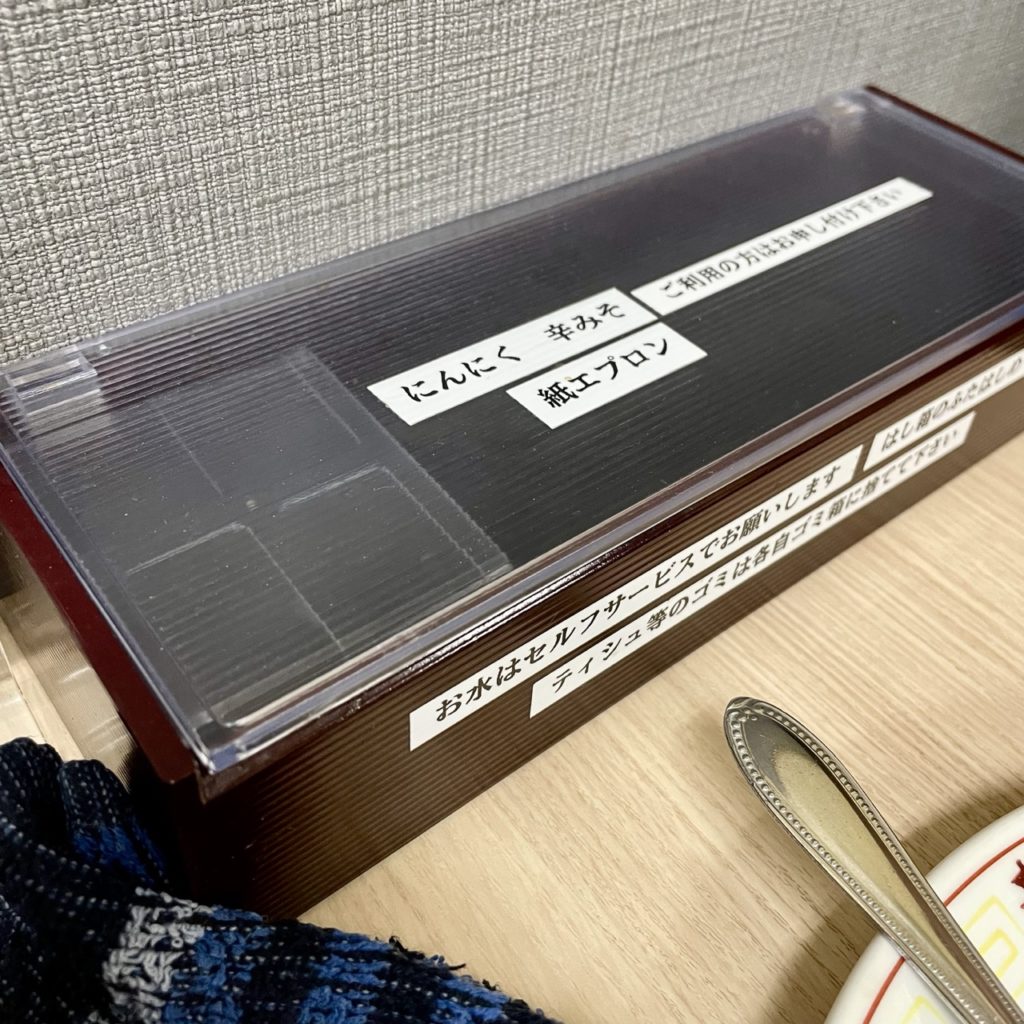 にんにく 辛みそ
紙エプロン
ご利用の方はお申し付け下さい
お水はセルフサービスでお願いします
ティシュ等のゴミは各自ゴミ箱に捨てて下さい
はし箱のふたはしの